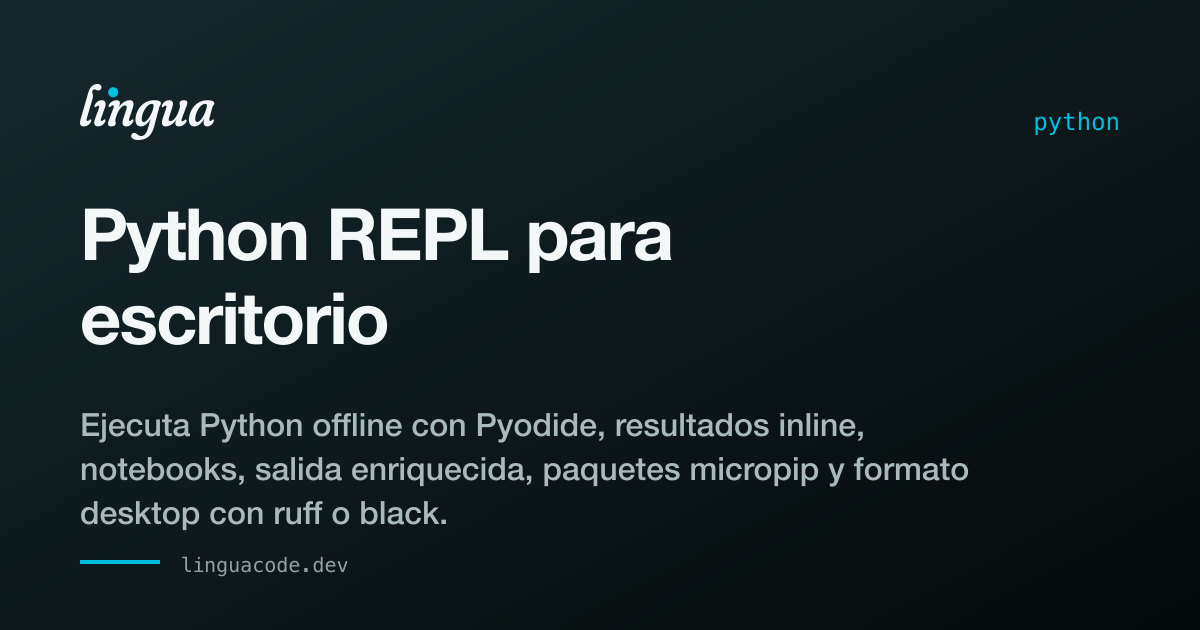 lingua
python
Python REPL para
escritorio
Ejecuta Python offline con Pyodide, resultados inline,
notebooks, salida enriquecida, paquetes micropip y formato
desktop con ruff o black.
linguacode.dev